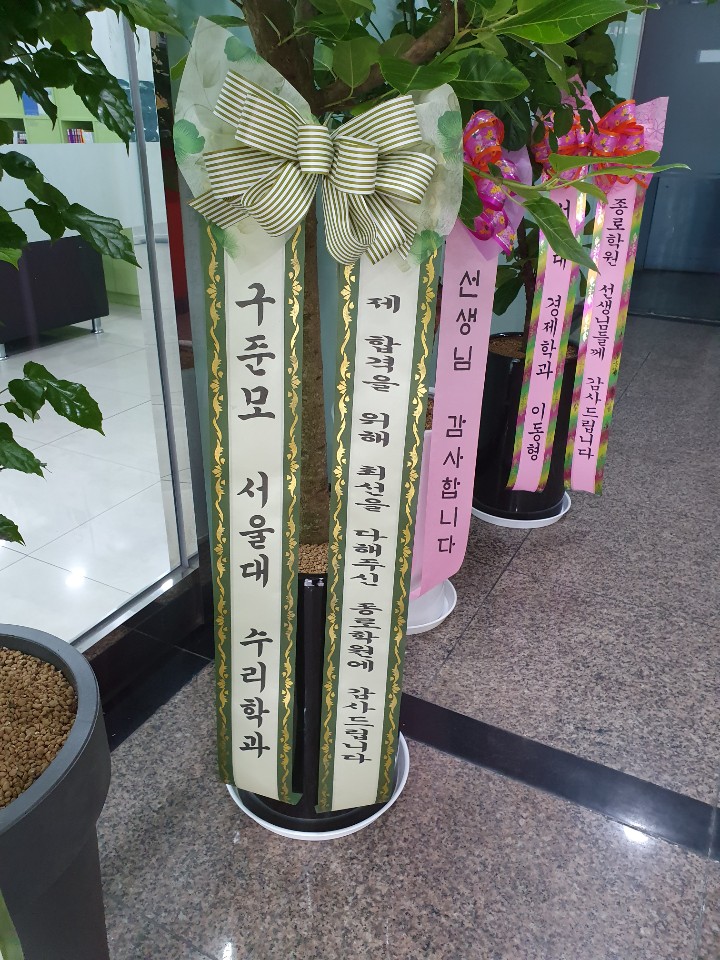 구준모 서울대 수리학과
제 합격을 위해 최선을 다해주신 종로학원에 감사드립니다
선생님 감사합니다
대 경제학과 이동형
종로학원 선생님들께 감사드립니다